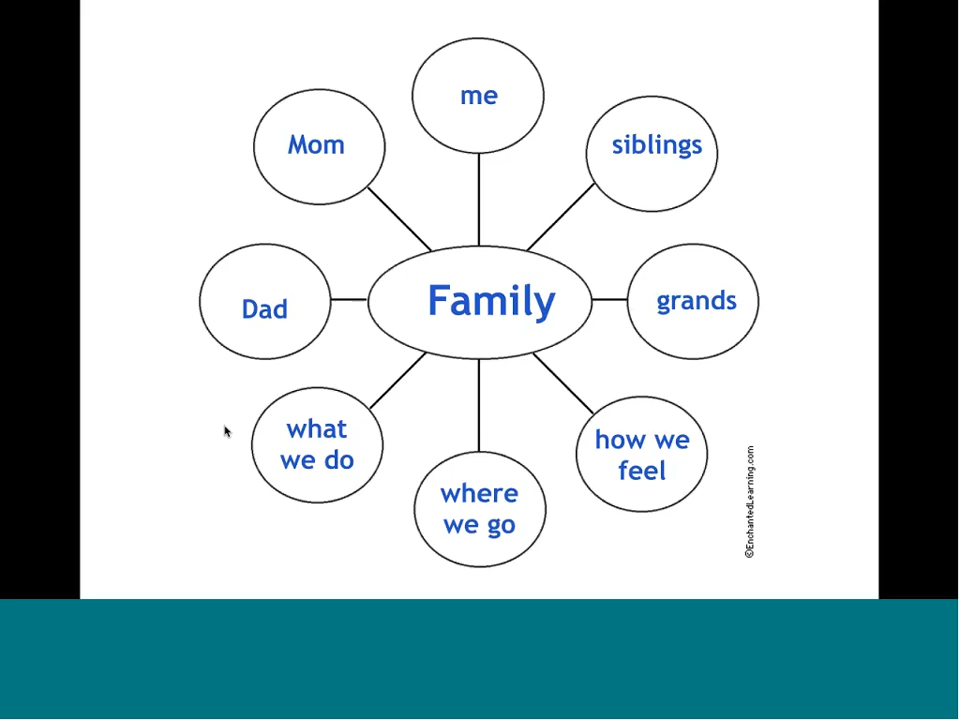 me
Mom
siblings
Family
Dad
grands
what
we do
how we
feel
where
we go
©EnchantedLearning.com